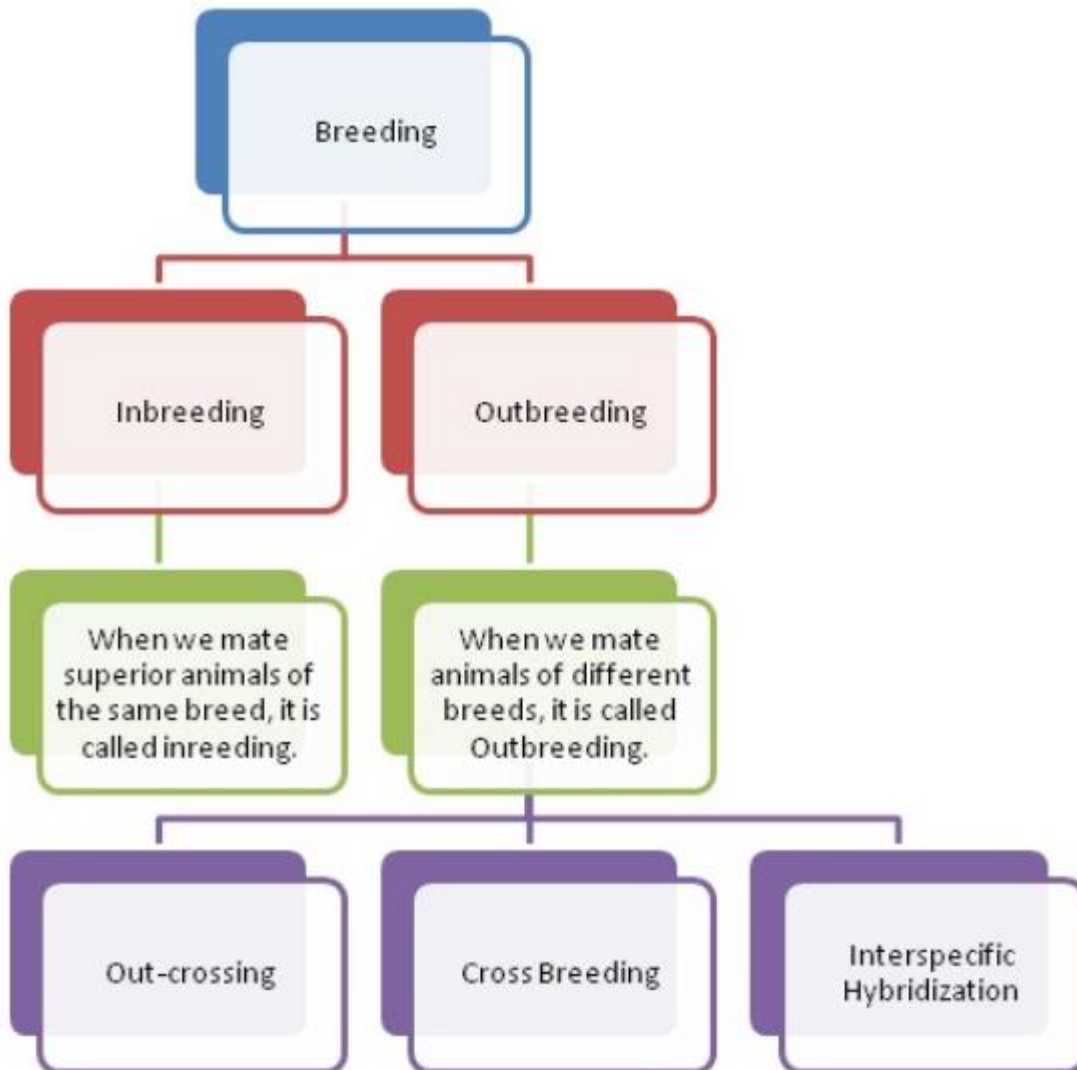 Breeding
Inbreeding
Outbreeding
When we mate
superior animals of
the same breed, it is
called inreeding.
When we mate
animals of different
breeds, it is called
Outbreeding.
Out-crossing
Cross Breeding
Interspecific
Hybridization